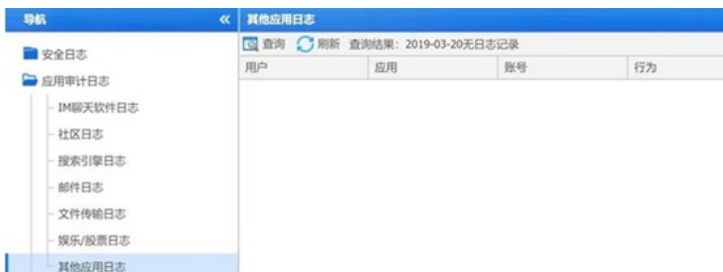 导航 «
安全日志
应用审计日志
IM聊天软件日志
社区日志
搜索引擎日志
邮件日志
文件传输日志
娱乐/股票日志
其他应用日志
其他应用日志
查询 刷新 查询结果：2019-03-20无日志记录
用户 应用 账号 行为